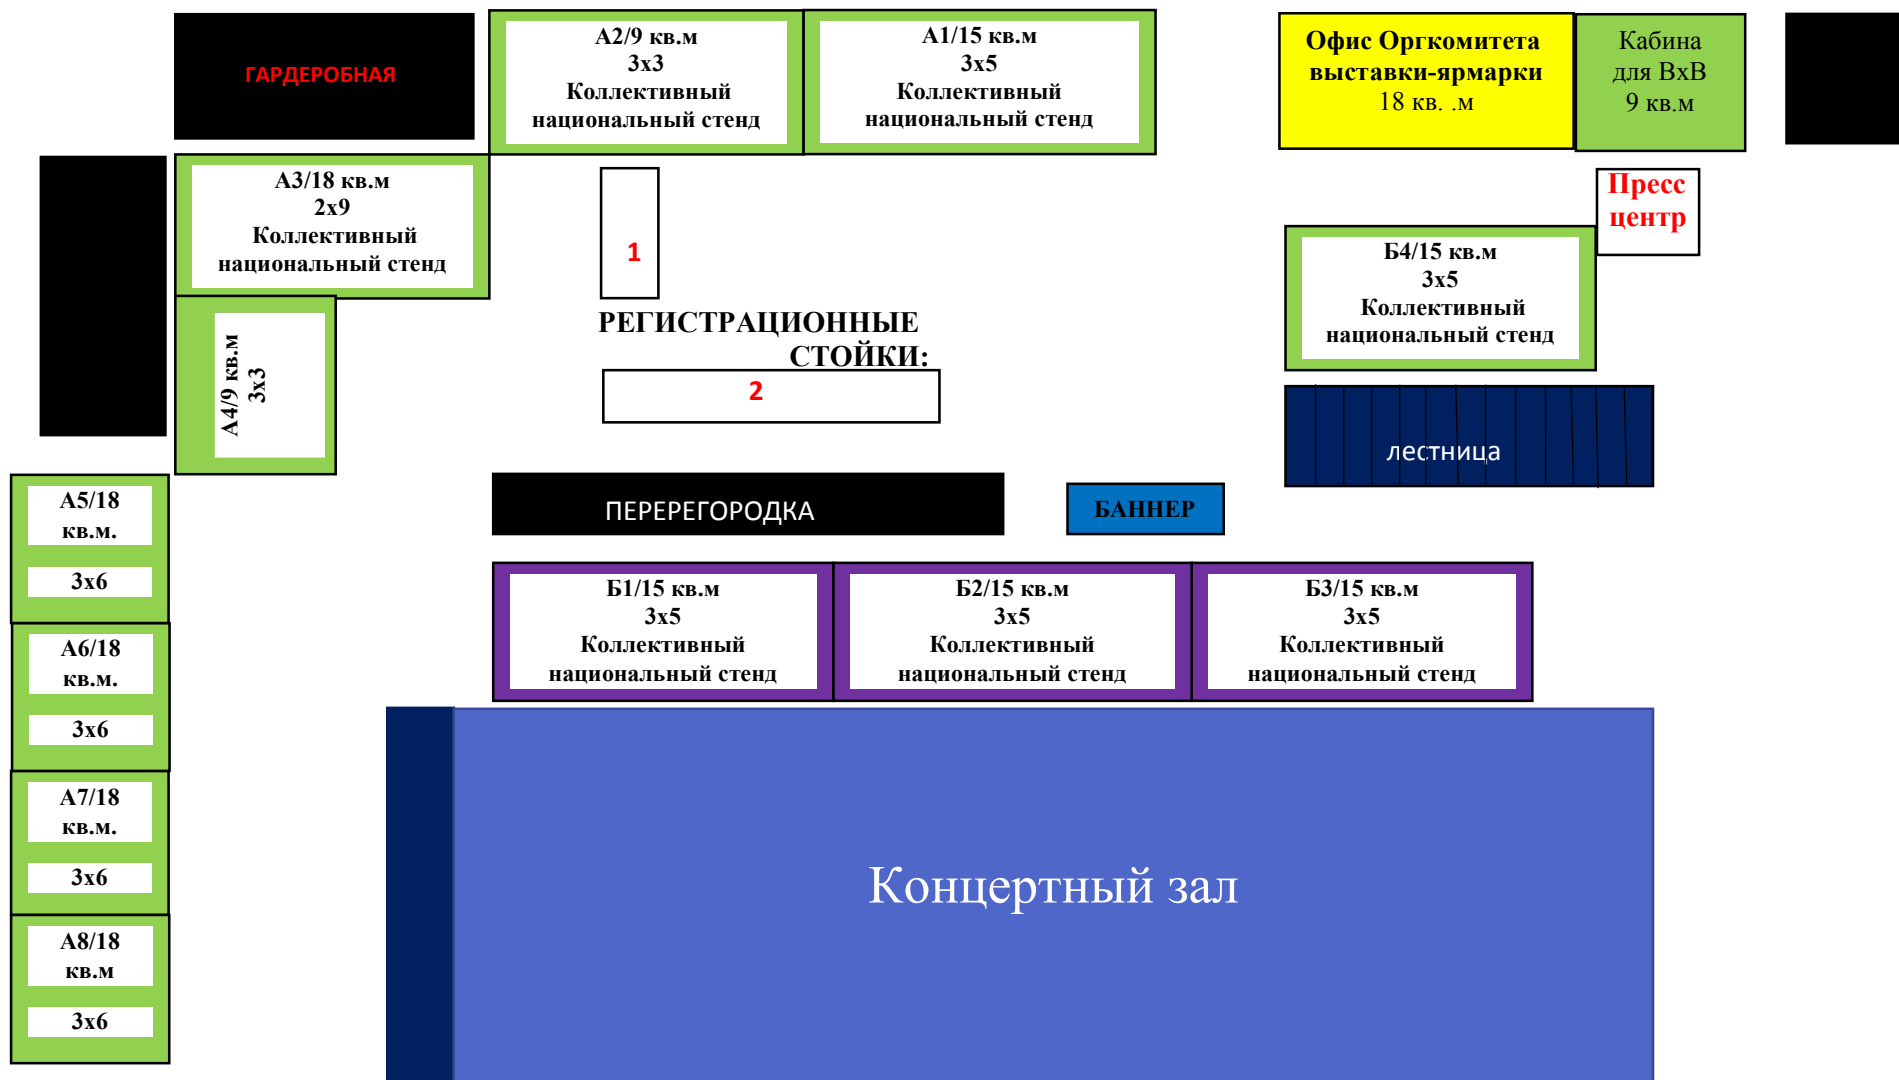 ГАРДЕРОБНАЯ
А2/9 кв.м
3х3
Коллективный
национальный стенд
А1/15 кв.м
3х5
Коллективный
национальный стенд
Офис Оргкомитета
выставки-ярмарки
18 кв. .м
Кабина
для ВхВ
9 кв.м
А3/18 кв.м
2х9
Коллективный
национальный стенд
1
Пресс
центр
Б4/15 кв.м
3х5
Коллективный
национальный стенд
А4/9 кв.м
3х3
РЕГИСТРАЦИОННЫЕ
СТОЙКИ:
2
лестница
ПЕРЕРЕГОРОДКА
БАННЕР
А5/18
кв.м.
3х6
Б1/15 кв.м
3х5
Коллективный
национальный стенд
Б2/15 кв.м
3х5
Коллективный
национальный стенд
Б3/15 кв.м
3х5
Коллективный
национальный стенд
А6/18
кв.м.
3х6
А7/18
кв.м.
3х6
Концертный зал
А8/18
кв.м
3х6